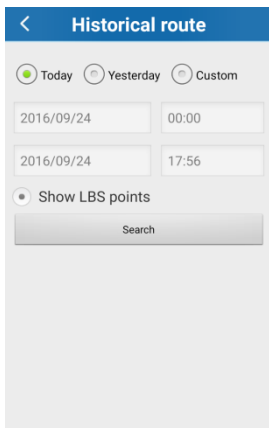 Historical route
Today Yesterday Custom
2016/09/24 00:00
2016/09/24 17:56
Show LBS points
Search